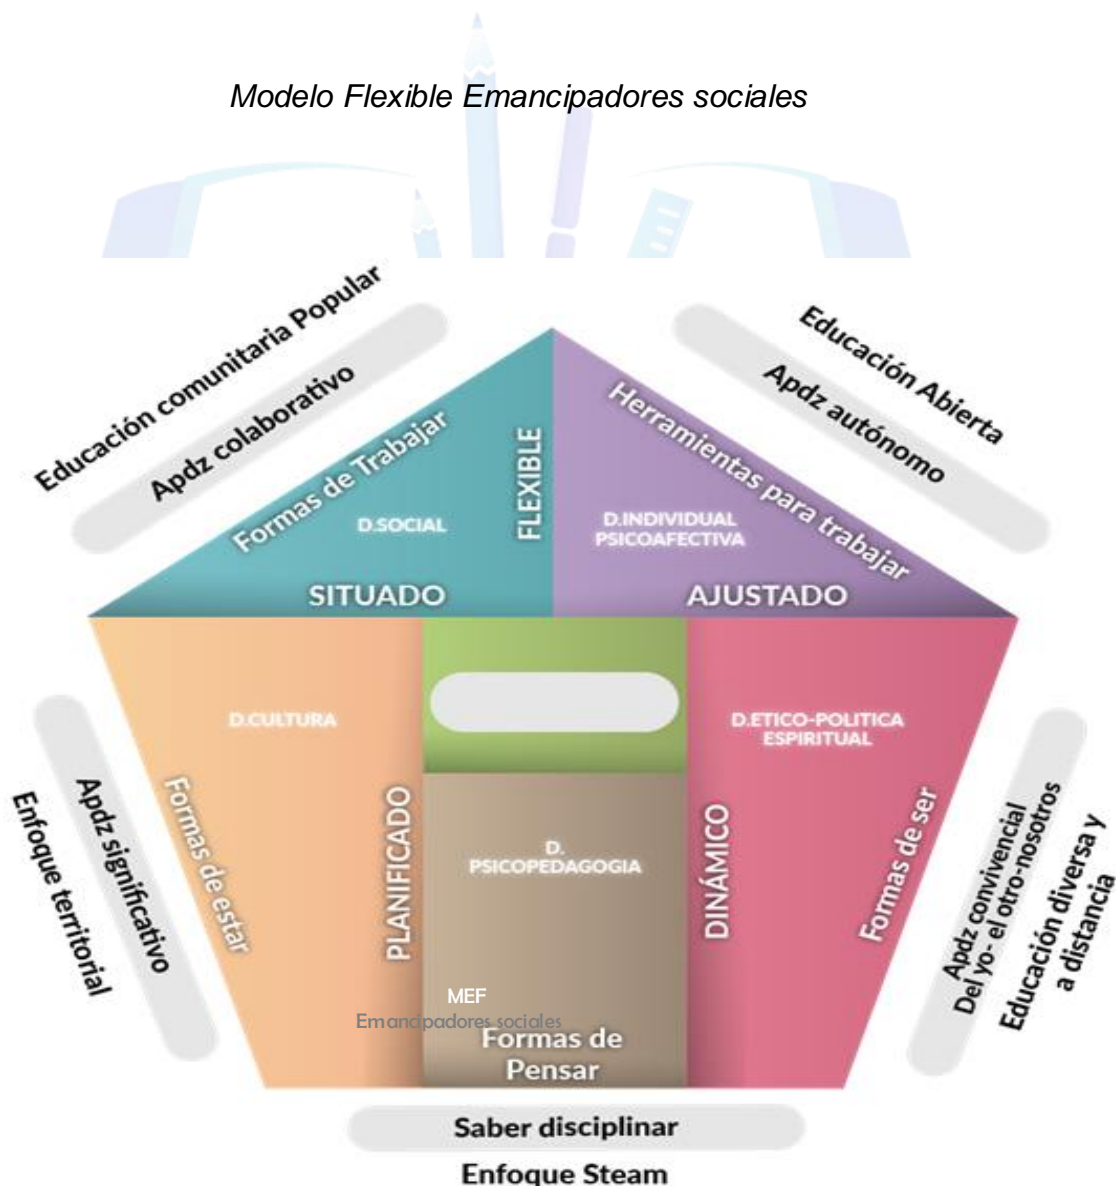 Modelo Flexible Emancipadores sociales
Educación comunitaria Popular
Apdz colaborativo
Formas de Trabajar
D.SOCIAL
FLEXIBLE
SITUADO
Educación Abierta
Apdz autónomo
Herramientas para trabajar
D.INDIVIDUAL
PSICOAFECTIVA
AJUSTADO
Enfoque territorial
Apdz significativo
Formas de estar
D.CULTURA
PLANIFICADO
D.
PSICOPEDAGOGIA
MEF
Emancipadores sociales
Formas de
Pensar
DINÁMICO
D.ETICO-POLITICA
ESPIRITUAL
Formas de ser
Apdz convivencial
Del yo- el otro-nosotros
Educación diversa y
a distancia
Saber disciplinar
Enfoque Steam